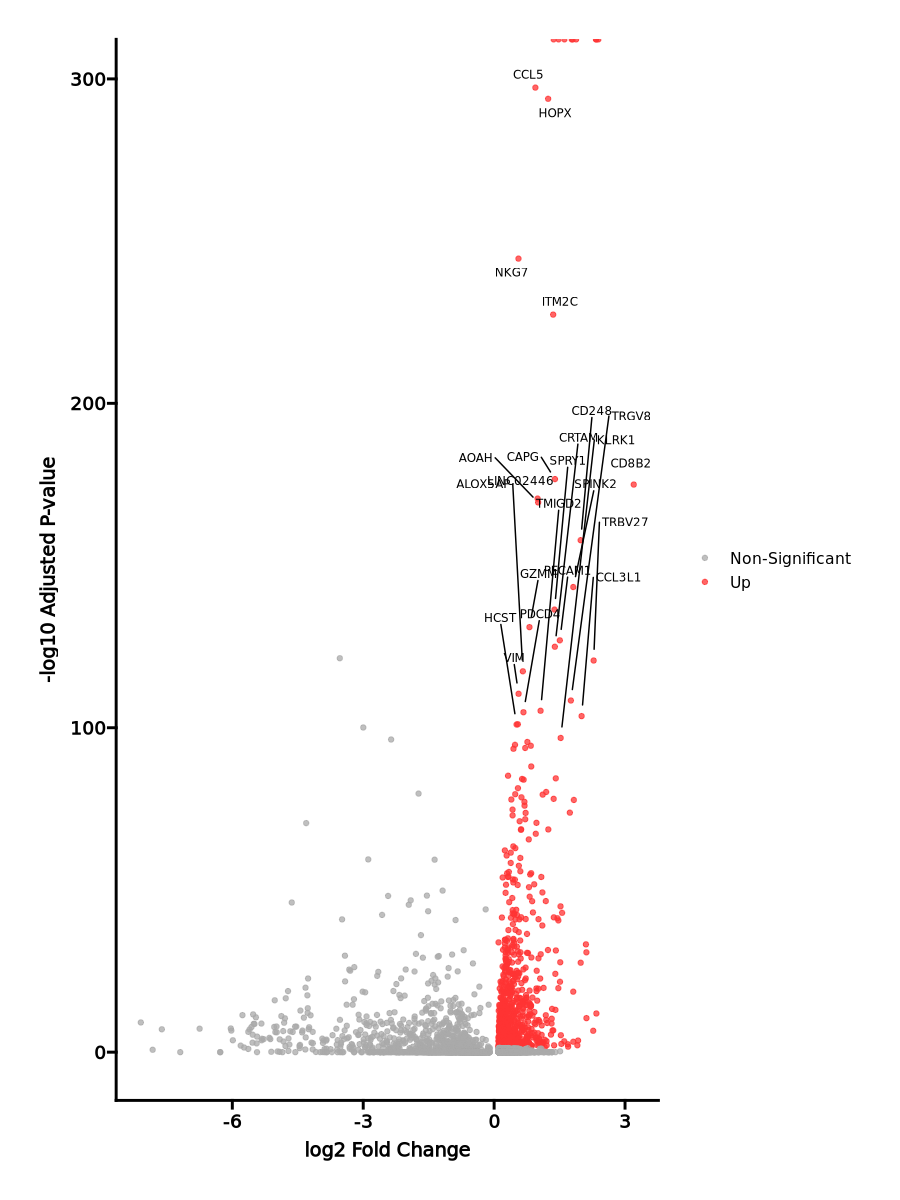 300
CCL5
HOPX
NKG7
ITM2C
200
CD248
TRGV8
CRTAM
KLRK1
AOAH
CAPG
SPRY1
CD8B2
ALOX5AP
LINC02446
SPINK2
TMIGD2
TRBV27
GZMM
PECAM1
CCL3L1
HCST
PDCD4
VIM
100
0
-6
-3
0
3
log2 Fold Change
-log10 Adjusted P-value
Non-Significant
Up